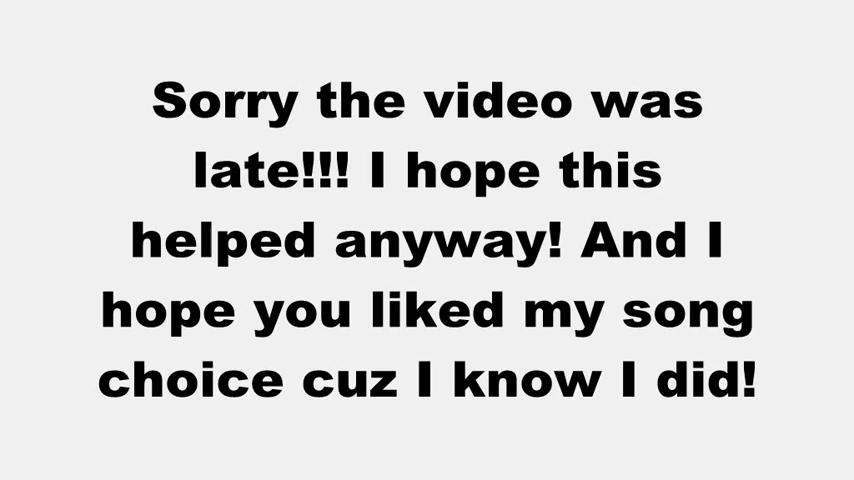 Sorry the video was
late!!! I hope this
helped anyway! And I
hope you liked my song
choice cuz I know I did!